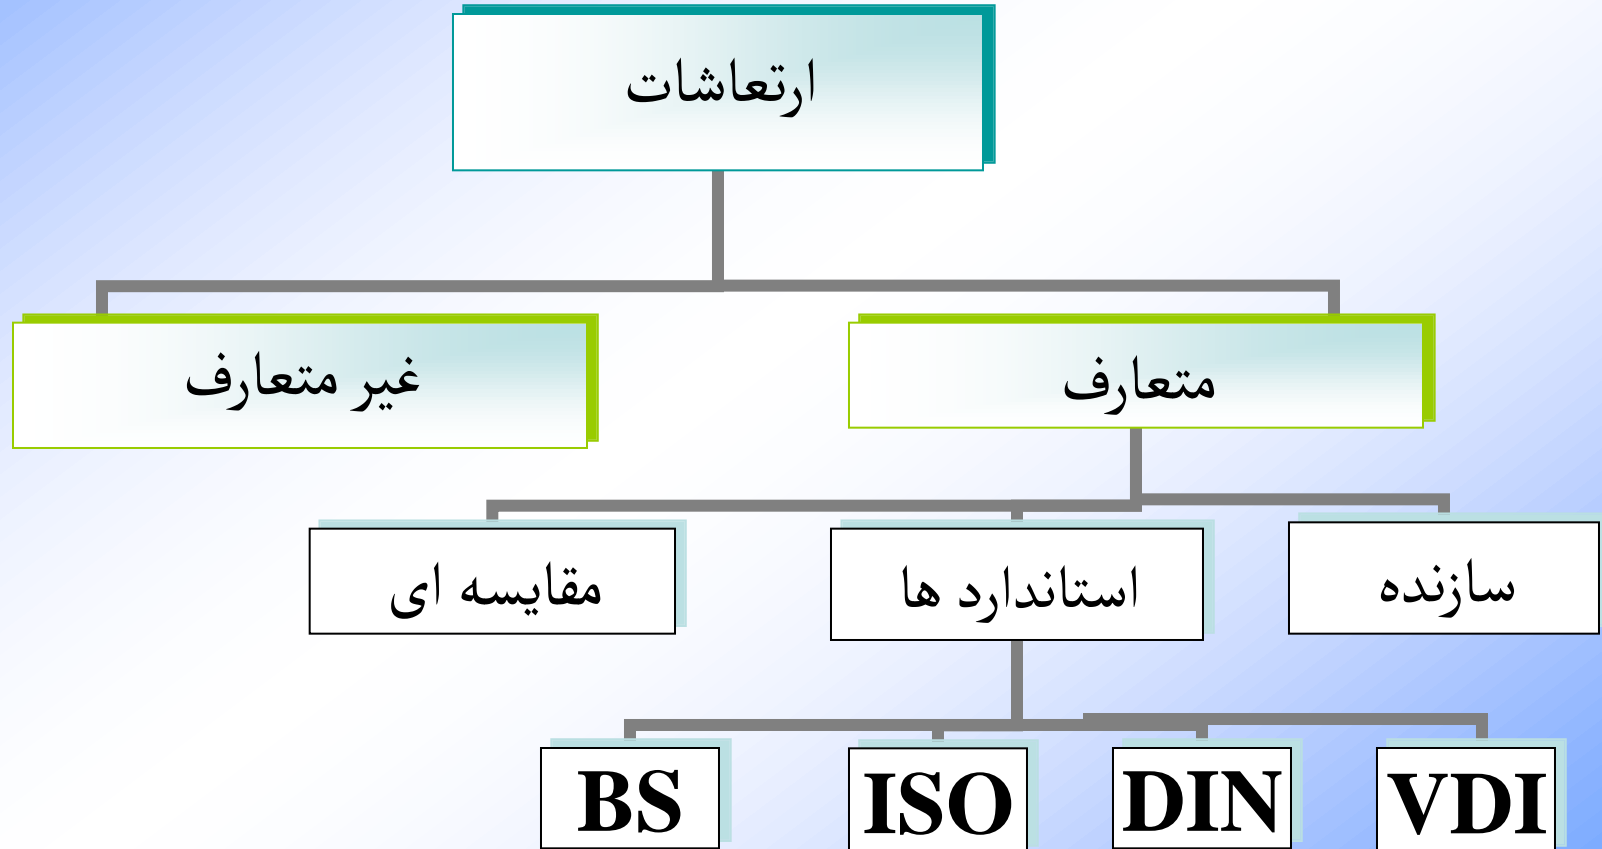 ارتعاشات
متعارف
غیر متعارف
سازنده
استاندارد ها
مقایسه ای
BS
ISO
DIN
VDI